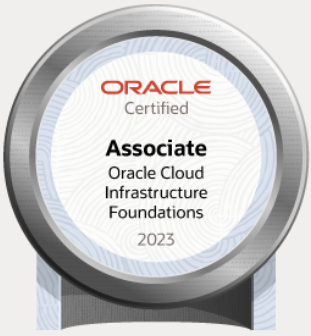 ORACLE
Certified
Associate
Oracle Cloud
Infrastructure
Foundations
2023